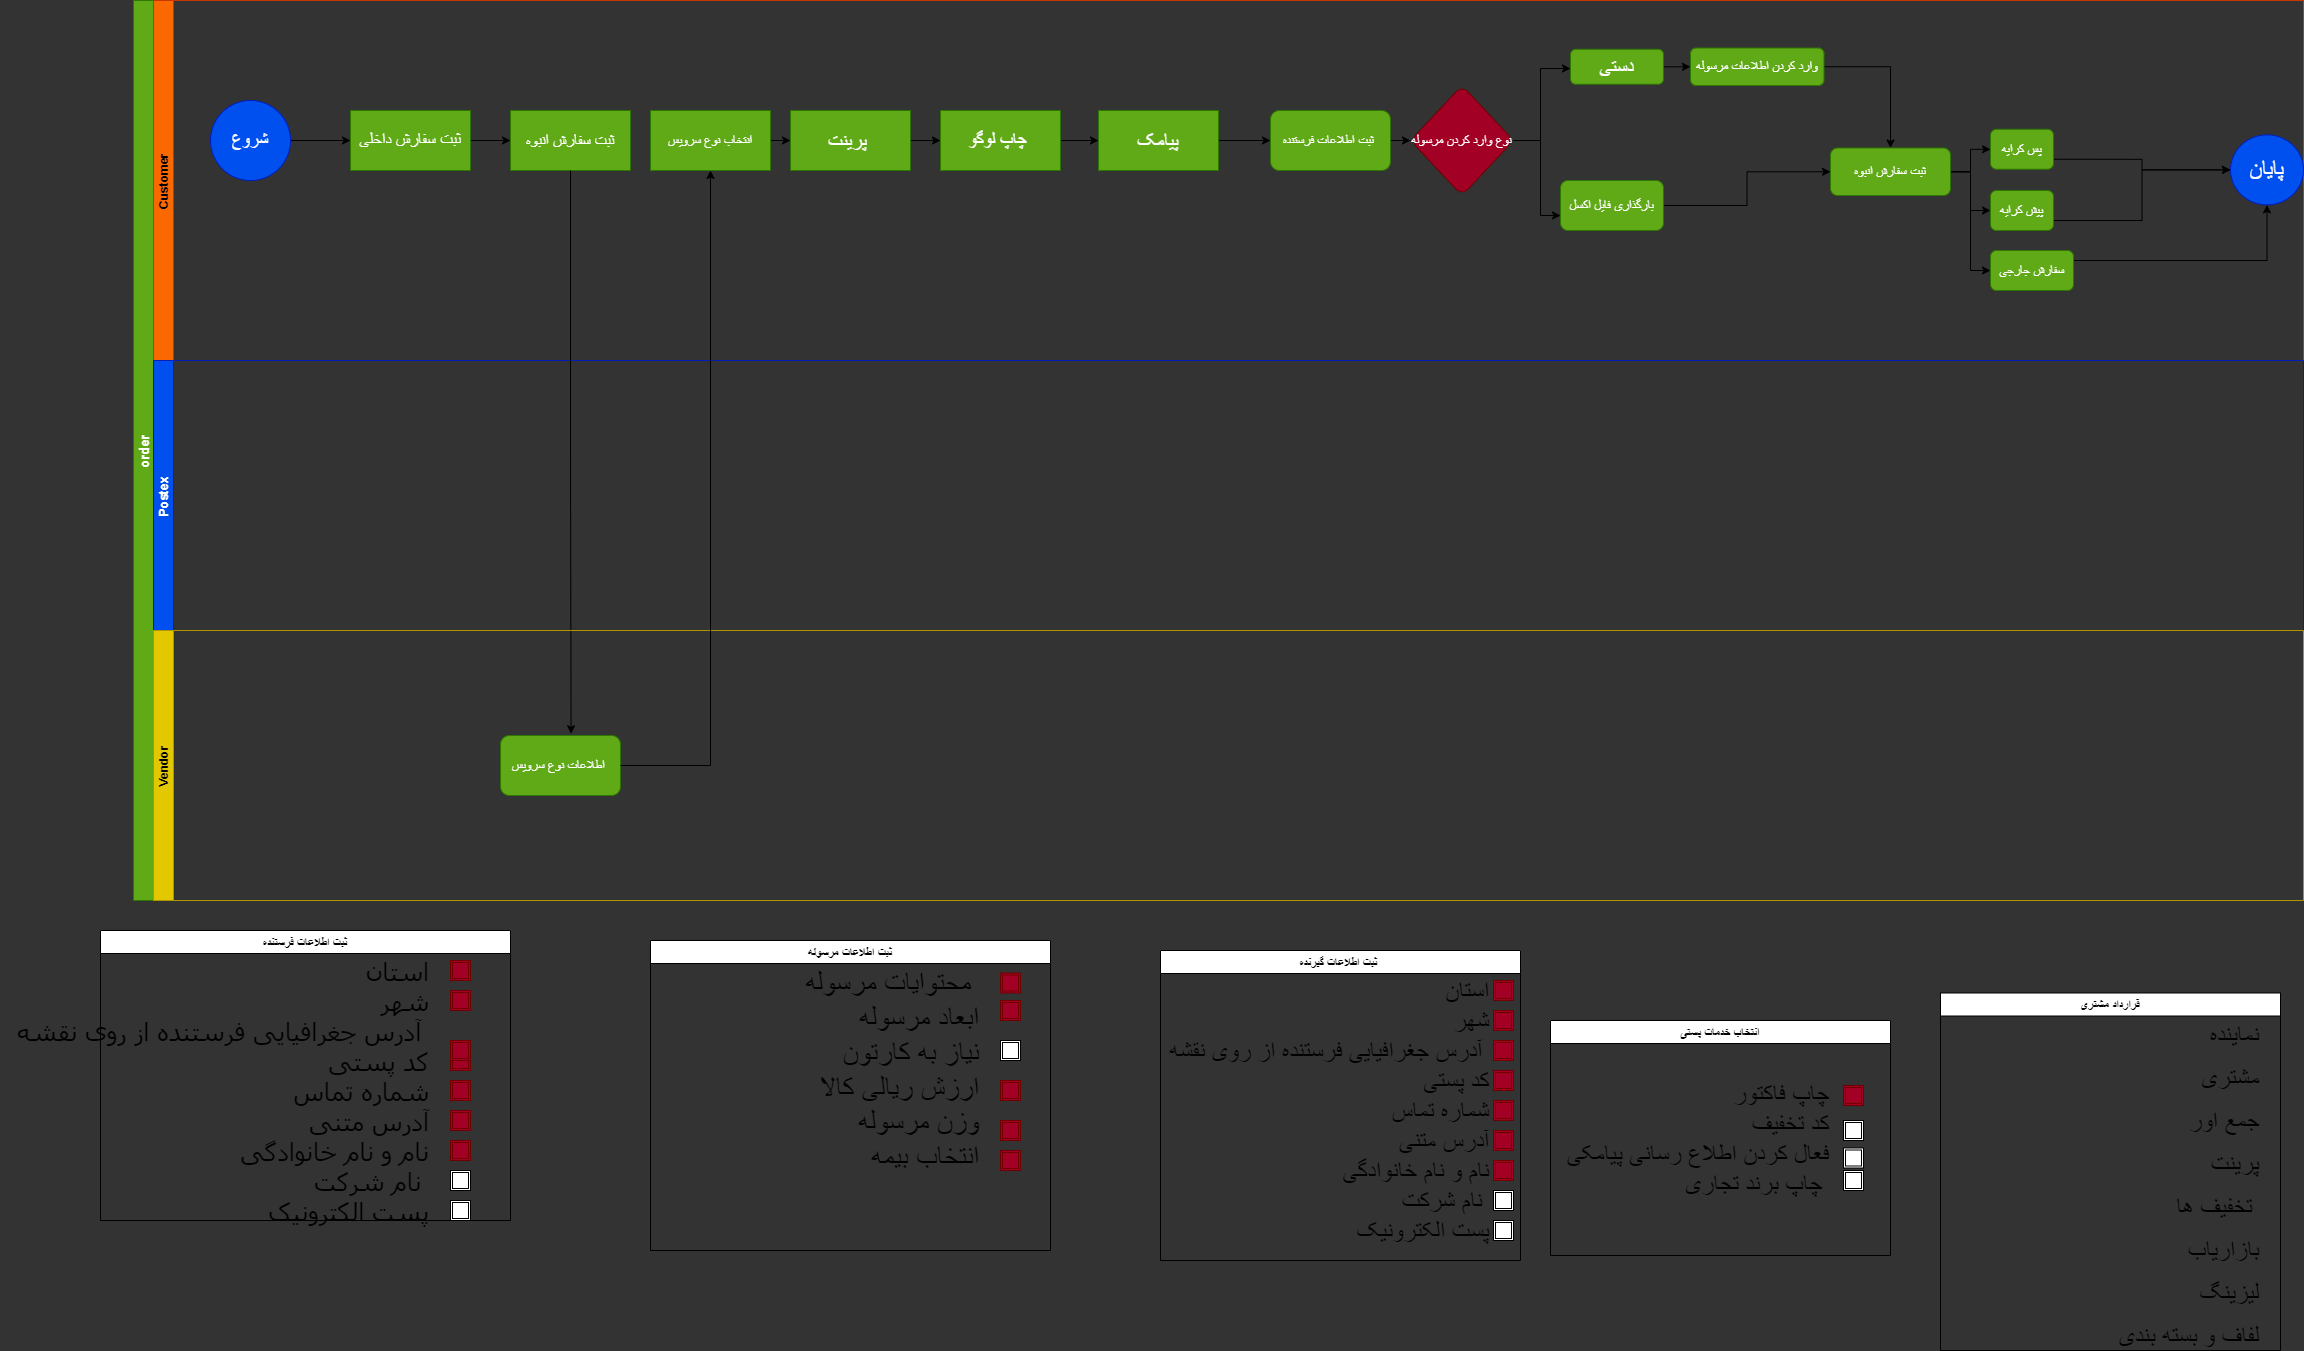 order
Customer
Postex
Vendor
شروع
ثبت سفارش داخلی
ثبت سفارش انبوه
انتخاب نوع سرویس
پرینت
چاپ لوگو
پیامک
ثبت اطلاعات فرستنده
نوع وارد کردن مرسوله
دستی
وارد کردن اطلاعات مرسوله
بارگذاری فایل اکسل
ثبت سفارش انبوه
پس کرایه
پیش کرایه
سفارش خارجی
پایان
اطلاعات نوع سرویس
ثبت اطلاعات فرستنده
استان
شهر
آدرس جغرافیایی فرستنده از روی نقشه
کد پستی
شماره تماس
آدرس متنی
نام و نام خانوادگی
نام شرکت
پست الکترونیک
ثبت اطلاعات مرسوله
محتوایات مرسوله
ابعاد مرسوله
نیاز به کارتون
ارزش ریالی کالا
وزن مرسوله
انتخاب بیمه
ثبت اطلاعات گیرنده
استان
شهر
آدرس جغرافیایی فرستنده از روی نقشه
کد پستی
شماره تماس
آدرس متنی
نام و نام خانوادگی
نام شرکت
پست الکترونیک
انتخاب خدمات پستی
چاپ فاکتور
کد تخفیف
فعال کردن اطلاع رسانی پیامکی
چاپ برند تجاری
قرارداد مشتری
نماینده
مشتری
جمع اور
پرینت
تخفیف ها
بازاریاب
لیزینگ
لفاف و بسته بندی